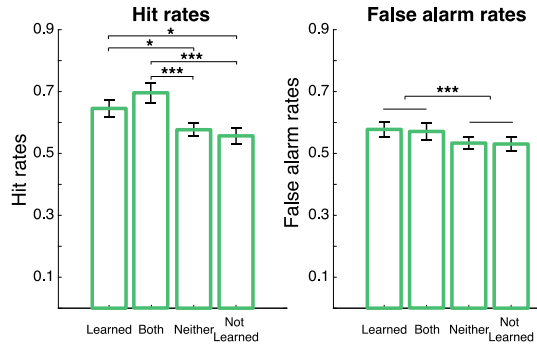 Hit rates
*
*
***
***
Hit rates
0.9
0.7
0.5
0.3
0.1
Learned
Both
Neither
Not
Learned
False alarm rates
***
False alarm rates
0.9
0.7
0.5
0.3
0.1
Learned
Both
Neither
Not
Learned